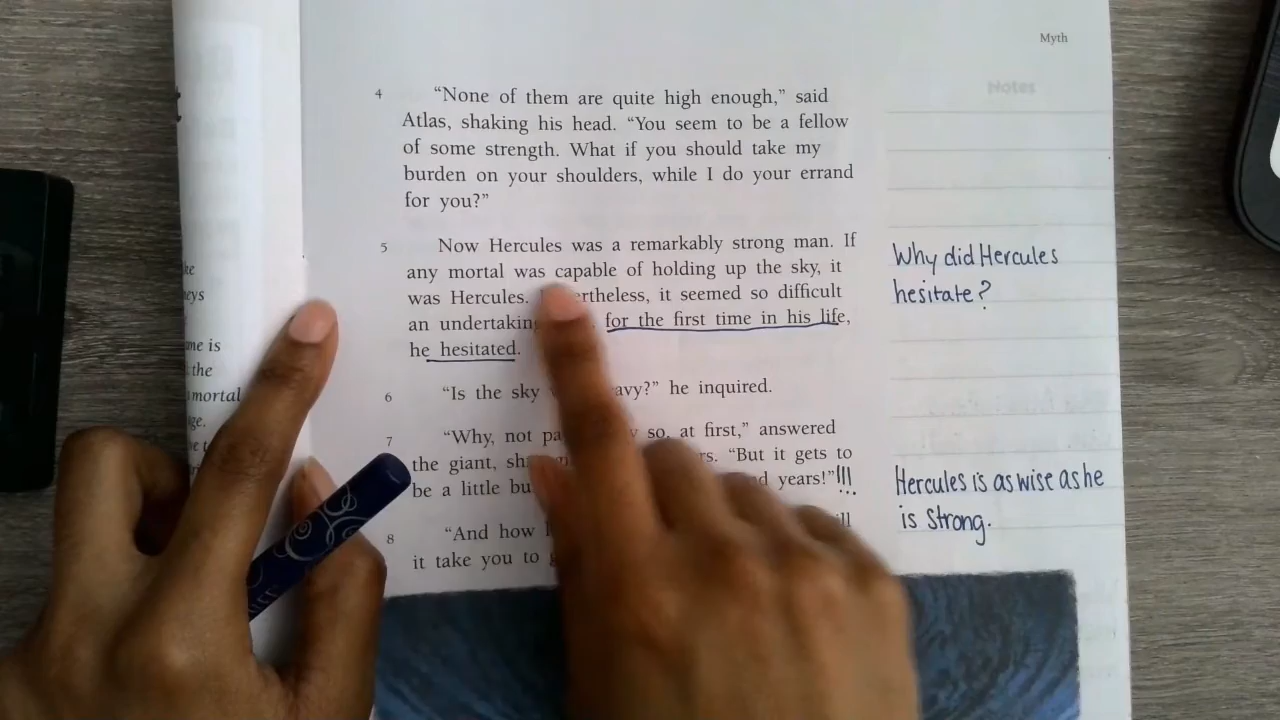 Myth
Notes
4 “None of them are quite high enough,” said
Atlas, shaking his head. “You seem to be a fellow
of some strength. What if you should take my
burden on your shoulders, while I do your errand
for you?”
5 Now Hercules was a remarkably strong man. If
any mortal was capable of holding up the sky, it
was Hercules. ertheless, it seemed so difficult
an undertaking for the first time in his life,
he hesitated.
Why did Hercules
hesitate?
6 “Is the sky avy?” he inquired.
7 “Why, not pa so, at first,” answered
the giant, sh rs. “But it gets to
be a little bu d years!”!!!
Hercules is as wise as he
is strong.
8 “And how ill
it take you to
me is
the
mortal